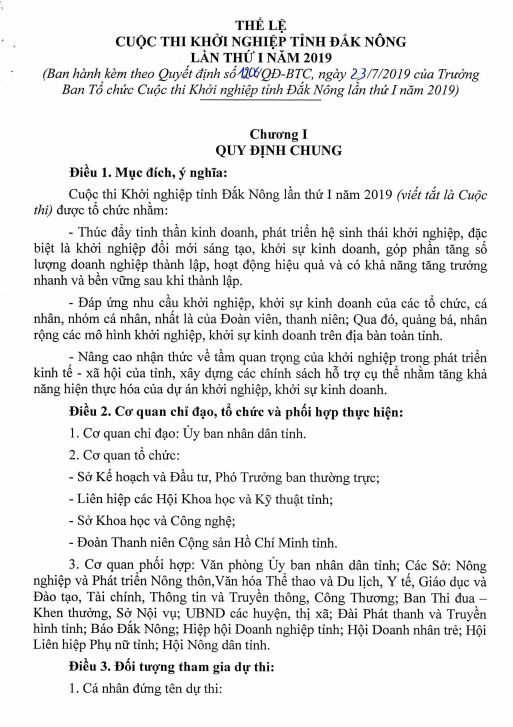 THỂ LỆ
CUỘC THI KHỞI NGHIỆP TỈNH ĐẮK NÔNG
LẦN THỨ I NĂM 2019
(Ban hành kèm theo Quyết định số 1206/QĐ-BTC, ngày 23/7/2019 của Trưởng
Ban Tổ chức Cuộc thi Khởi nghiệp tỉnh Đắk Nông lần thứ I năm 2019)
Chương I
QUY ĐỊNH CHUNG
Điều 1. Mục đích, ý nghĩa:
Cuộc thi Khởi nghiệp tỉnh Đắk Nông lần thứ I năm 2019 (viết tắt là Cuộc
thi) được tổ chức nhằm:
- Thúc đẩy tinh thần kinh doanh, phát triển hệ sinh thái khởi nghiệp, đặc
biệt là khởi nghiệp đổi mới sáng tạo, khởi sự kinh doanh, góp phần tăng số
lượng doanh nghiệp thành lập, hoạt động hiệu quả và có khả năng tăng trưởng
nhanh và bền vững sau khi thành lập.
- Đáp ứng nhu cầu khởi nghiệp, khởi sự kinh doanh của các tổ chức, cá
nhân, nhóm cá nhân, nhất là của Đoàn viên, thanh niên; Qua đó, quảng bá, nhân
rộng các mô hình khởi nghiệp, khởi sự kinh doanh trên địa bàn toàn tỉnh.
- Nâng cao nhận thức về tầm quan trọng của khởi nghiệp trong phát triển
kinh tế - xã hội của tỉnh, xây dựng các chính sách hỗ trợ cụ thể nhằm tăng khả
năng hiện thực hóa của dự án khởi nghiệp, khởi sự kinh doanh.
Điều 2. Cơ quan chỉ đạo, tổ chức và phối hợp thực hiện:
1. Cơ quan chỉ đạo: Ủy ban nhân dân tỉnh.
2. Cơ quan tổ chức:
- Sở Kế hoạch và Đầu tư, Phó Trưởng ban thường trực;
- Liên hiệp các Hội Khoa học và Kỹ thuật tỉnh;
- Sở Khoa học và Công nghệ;
- Đoàn Thanh niên Cộng sản Hồ Chí Minh tỉnh.
3. Cơ quan phối hợp: Văn phòng Ủy ban nhân dân tỉnh; Các Sở: Nông
nghiệp và Phát triển Nông thôn,Văn hóa Thể thao và Du lịch, Y tế, Giáo dục và
Đào tạo, Tài chính, Thông tin và Truyền thông, Công Thương; Ban Thi đua –
Khen thưởng, Sở Nội vụ; UBND các huyện, thị xã; Đài Phát thanh và Truyền
hình tỉnh; Báo Đắk Nông; Hiệp hội Doanh nghiệp tỉnh; Hội Doanh nhân trẻ; Hội
Liên hiệp Phụ nữ tỉnh; Hội Nông dân tỉnh.
Điều 3. Đối tượng tham gia dự thi:
1. Cá nhân đứng tên dự thi: